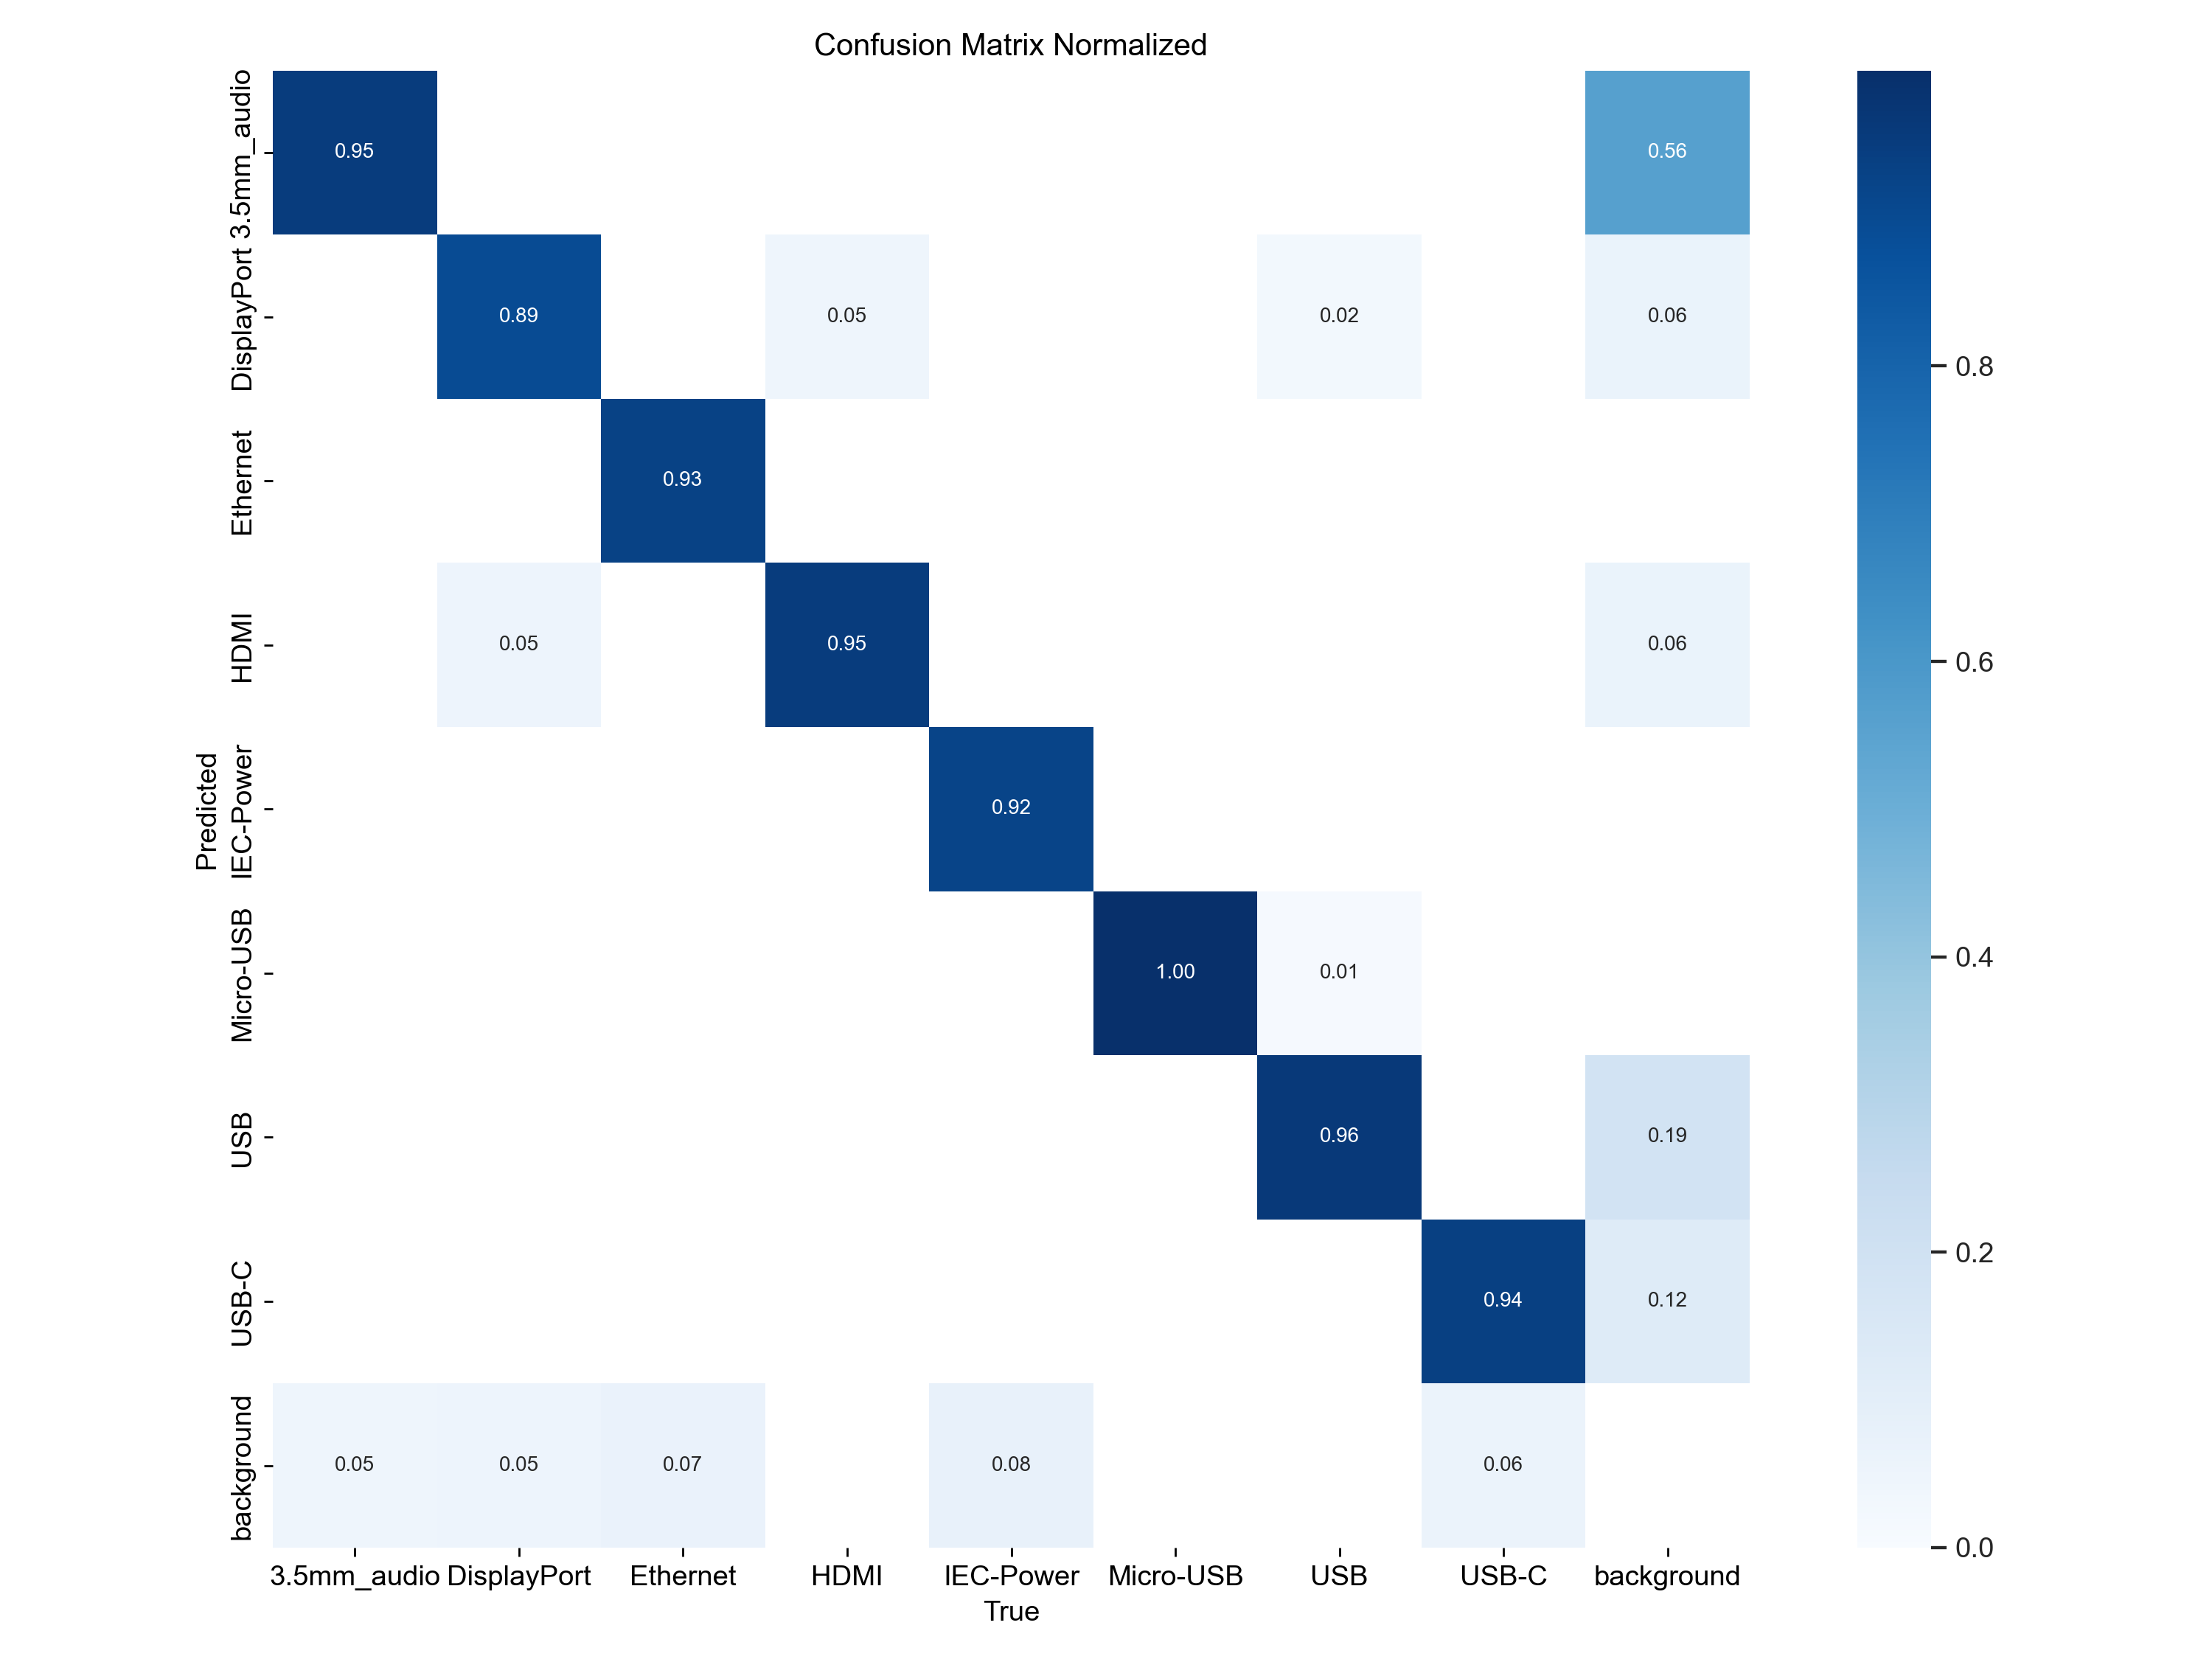 Confusion Matrix Normalized
3.5mm_audio
0.95
0.56
DisplayPort
0.89
0.05
0.02
0.06
0.8
Ethernet
0.93
HDMI
0.05
0.95
0.06
0.6
Predicted
IEC-Power
0.92
Micro-USB
1.00
0.01
0.4
USB
0.96
0.19
USB-C
0.94
0.12
0.2
background
0.05
0.05
0.07
0.08
0.06
0.0
3.5mm_audio DisplayPort Ethernet HDMI IEC-Power Micro-USB USB USB-C background
True